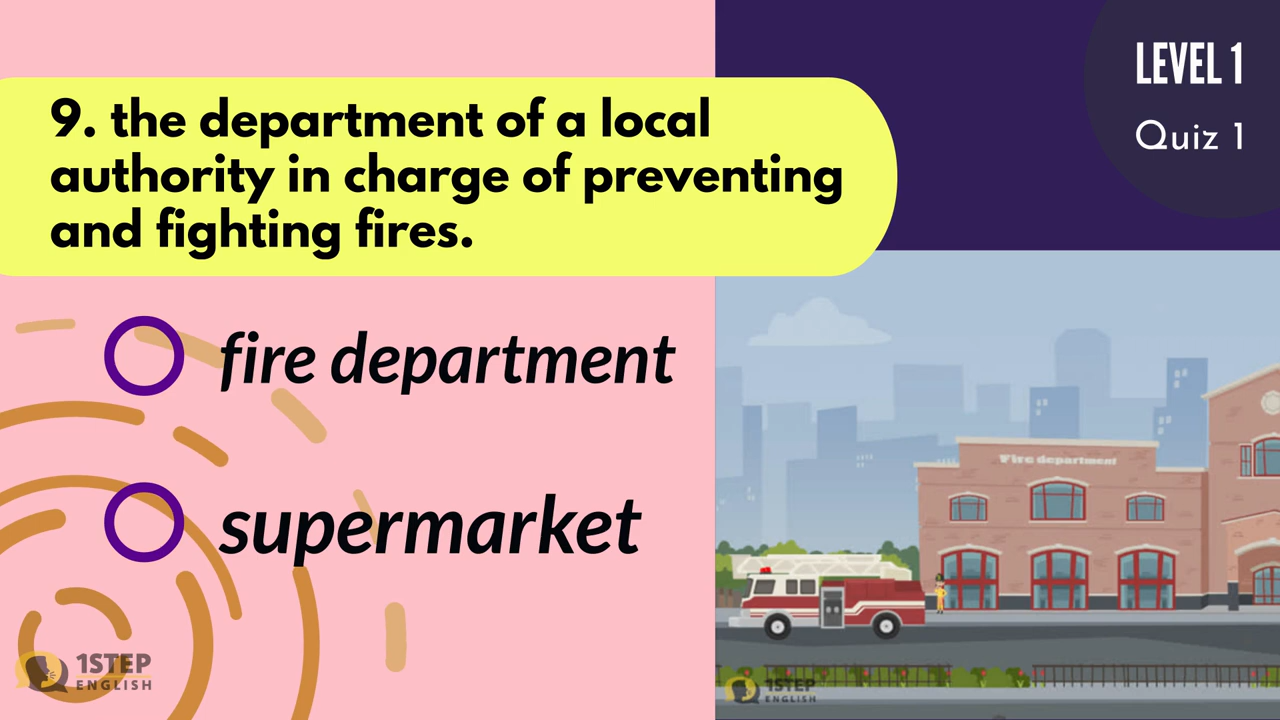 LEVEL 1
Quiz 1
9. the department of a local
authority in charge of preventing
and fighting fires.
fire department
supermarket
Fire department
1STEP
ENGLISH
1STEP
ENGLISH